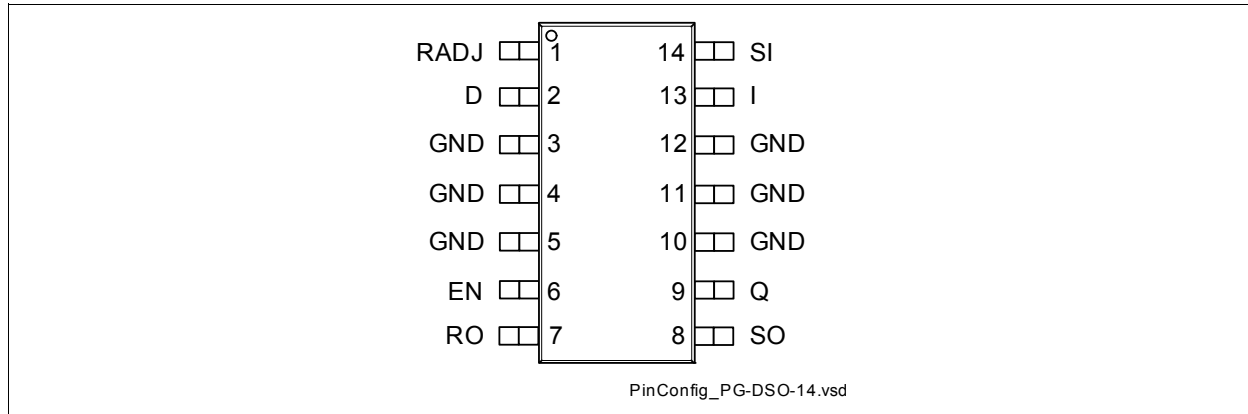 RADJ 1 14 SI
D 2 13 I
GND 3 12 GND
GND 4 11 GND
GND 5 10 GND
EN 6 9 Q
RO 7 8 SO
PinConfig_PG-DSO-14.vsd